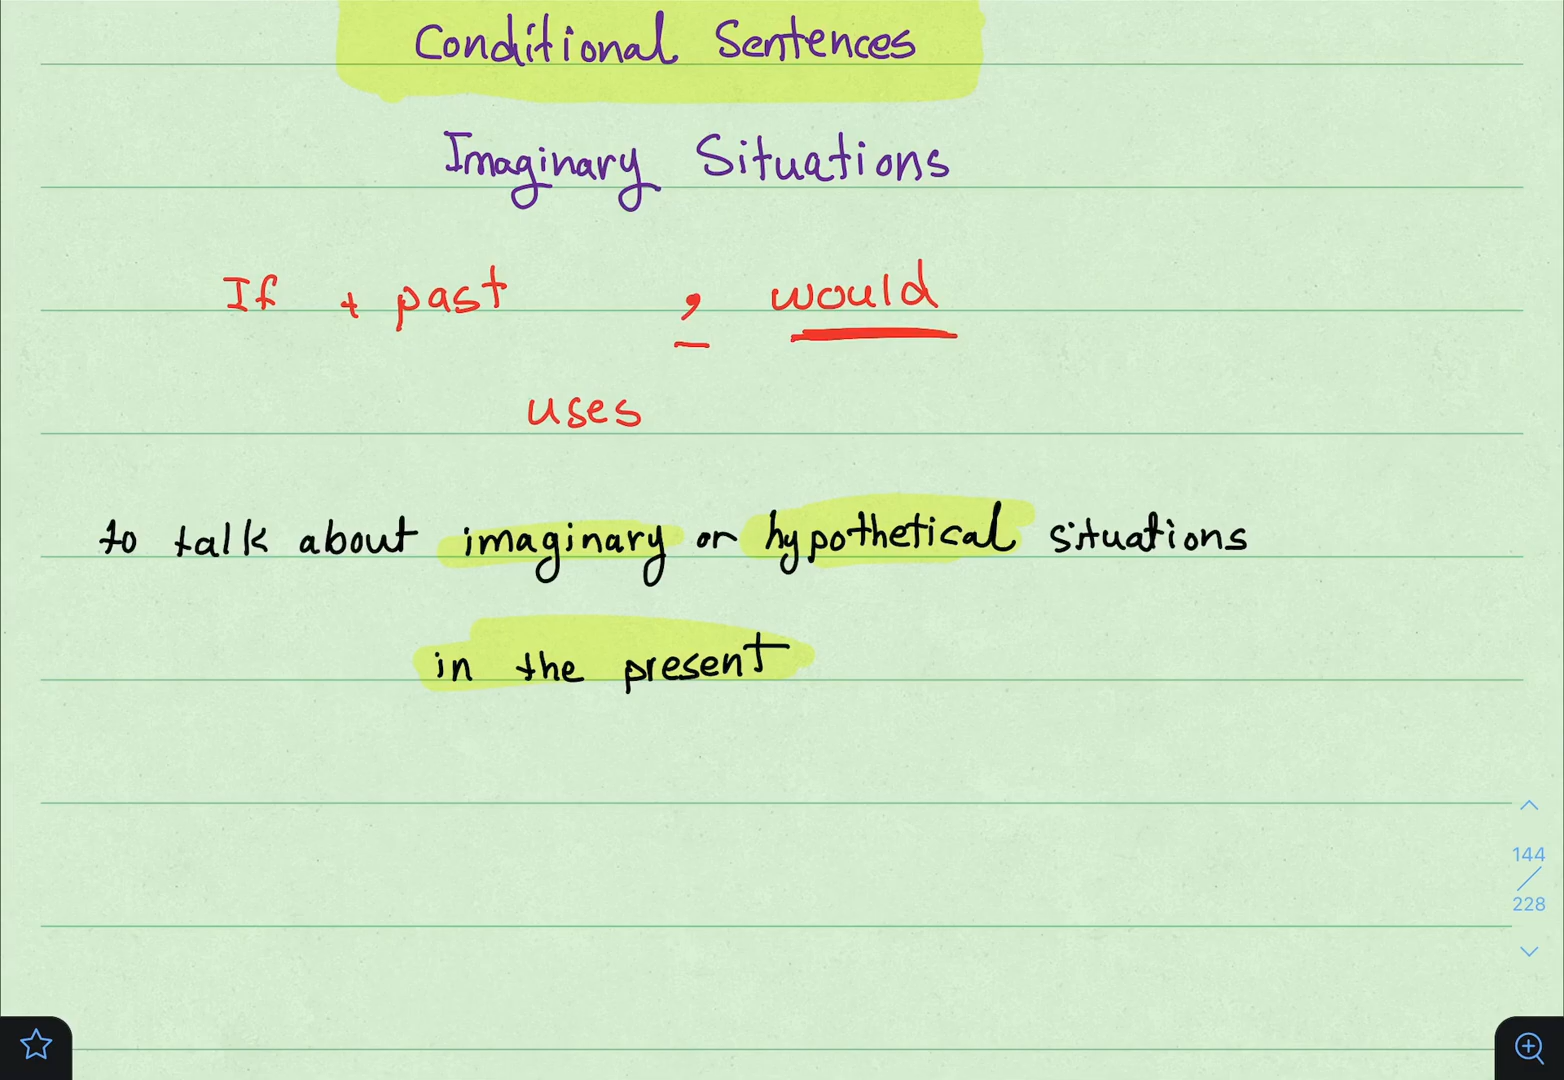 Conditional Sentences
Imaginary Situations
If + past , would
uses
to talk about imaginary or hypothetical situations
in the present
144
/
228